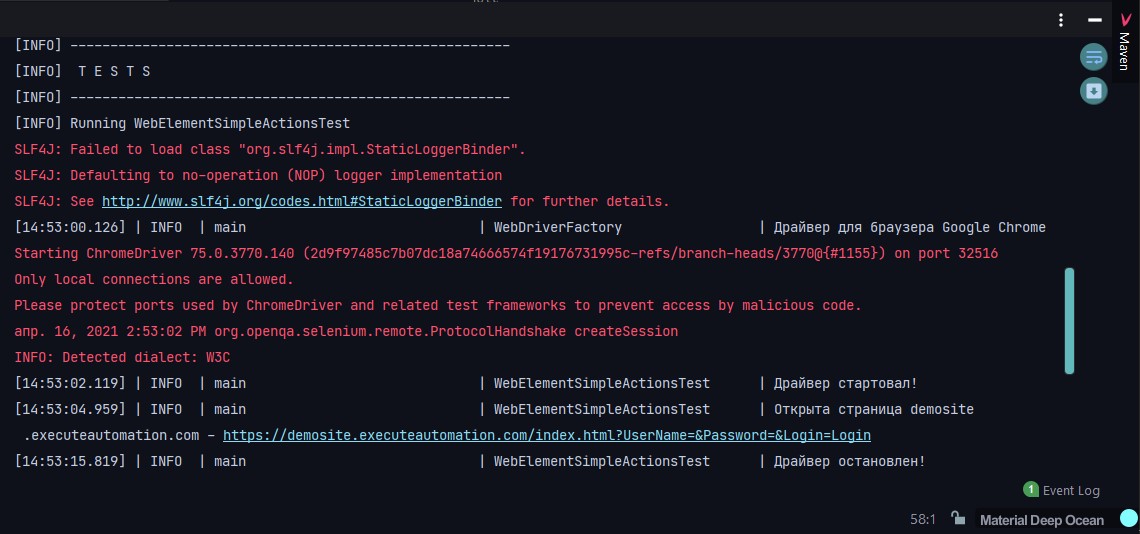 [INFO] -------------------------------------------------------
[INFO]  T E S T S
[INFO] -------------------------------------------------------
[INFO] Running WebElementSimpleActionsTest
SLF4J: Failed to load class "org.slf4j.impl.StaticLoggerBinder".
SLF4J: Defaulting to no-operation (NOP) logger implementation
SLF4J: See http://www.slf4j.org/codes.html#StaticLoggerBinder for further details.
[14:53:00.126] | INFO  | main                             | WebDriverFactory                 | Драйвер для браузера Google Chrome
Starting ChromeDriver 75.0.3770.140 (2d9f97485c7b07dc18a74666574f19176731995c-refs/branch-heads/3770@{#1155}) on port 32516
Only local connections are allowed.
Please protect ports used by ChromeDriver and related test frameworks to prevent access by malicious code.
апр. 16, 2021 2:53:02 PM org.openqa.selenium.remote.ProtocolHandshake createSession
INFO: Detected dialect: W3C
[14:53:02.119] | INFO  | main                             | WebElementSimpleActionsTest      | Драйвер стартовал!
[14:53:04.959] | INFO  | main                             | WebElementSimpleActionsTest      | Открыта страница demosite
.executeautomation.com - https://demosite.executeautomation.com/index.html?UserName=&Password=&Login=Login
[14:53:15.819] | INFO  | main                             | WebElementSimpleActionsTest      | Драйвер остановлен!
Maven
1 Event Log
58:1 Material Deep Ocean